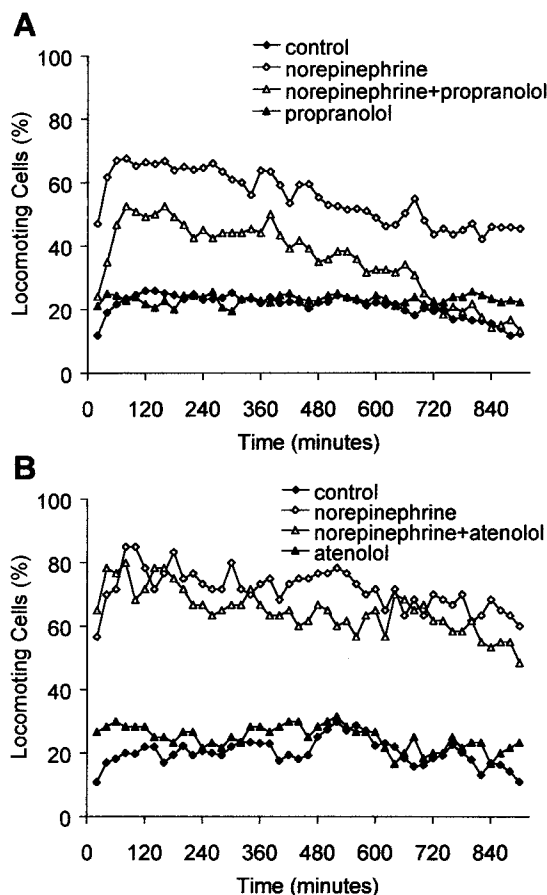 A
control
norepinephrine
norepinephrine+propranolol
propranolol
100
80
60
40
20
0
Locomoting Cells (%)
0 120 240 360 480 600 720 840
Time (minutes)
B
control
norepinephrine
norepinephrine+atenolol
atenolol
100
80
60
40
20
0
Locomoting Cells (%)
0 120 240 360 480 600 720 840
Time (minutes)